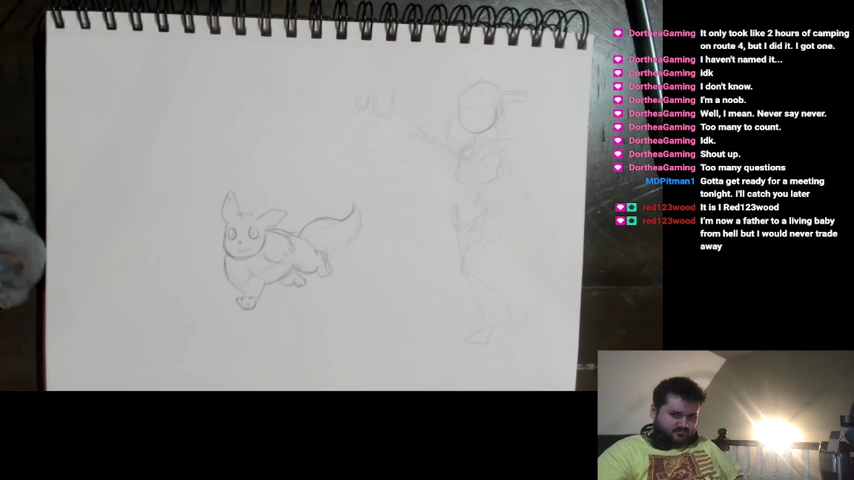 DortheaGaming It only took like 2 hours of camping
on route 4, but I did it. I got one.
DortheaGaming I haven't named it...
DortheaGaming idk
DortheaGaming I don't know.
DortheaGaming I'm a noob.
DortheaGaming Well, I mean. Never say never.
DortheaGaming Too many to count.
DortheaGaming Idk.
DortheaGaming Shout up.
DortheaGaming Too many questions
MDPitman1 Gotta get ready for a meeting
tonight. I'll catch you later
red123wood It is I Red123wood
red123wood I'm now a father to a living baby
from hell but I would never trade
away